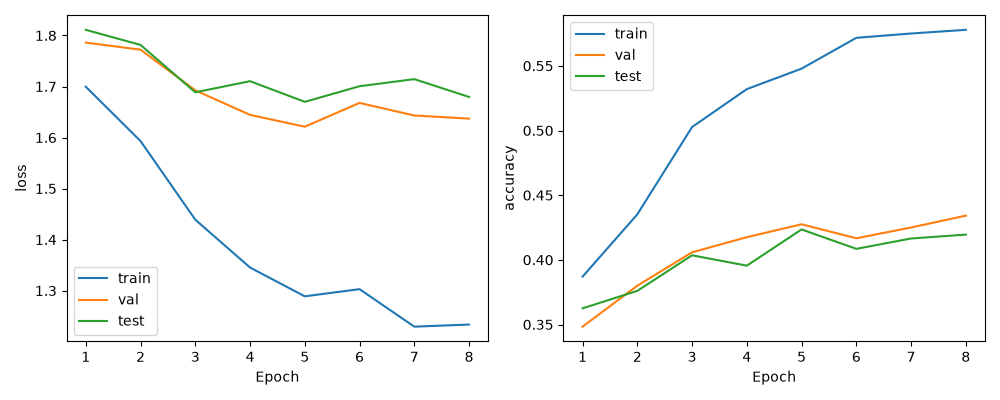 1.8
1.7
1.6
1.5
1.4
1.3
loss
train
val
test
1 2 3 4 5 6 7 8
Epoch
0.55
0.50
0.45
0.40
0.35
accuracy
train
val
test
1 2 3 4 5 6 7 8
Epoch